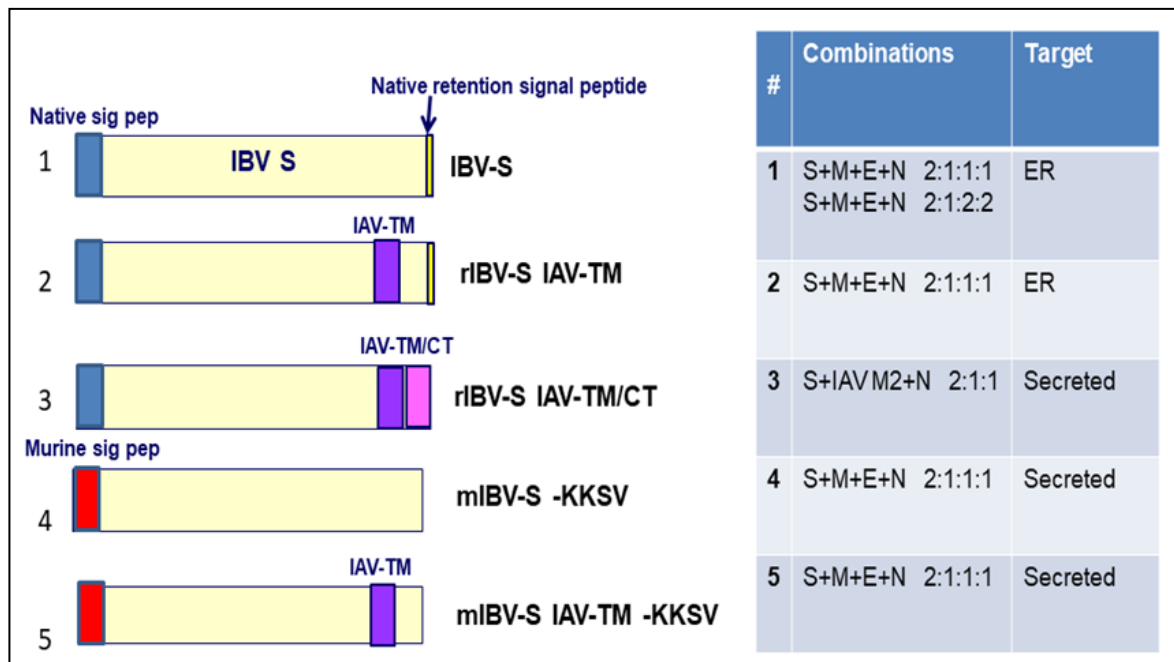 Native retention signal peptide
Native sig pep
1
IBV S
IBV-S
IAV-TM
2
rIBV-S IAV-TM
IAV-TM/CT
3
rIBV-S IAV-TM/CT
Murine sig pep
4
mIBV-S -KKSV
IAV-TM
5
mIBV-S IAV-TM -KKSV
# Combinations Target
1 S+M+E+N 2:1:1:1 ER
S+M+E+N 2:1:2:2
2 S+M+E+N 2:1:1:1 ER
3 S+IAV M2+N 2:1:1 Secreted
4 S+M+E+N 2:1:1:1 Secreted
5 S+M+E+N 2:1:1:1 Secreted